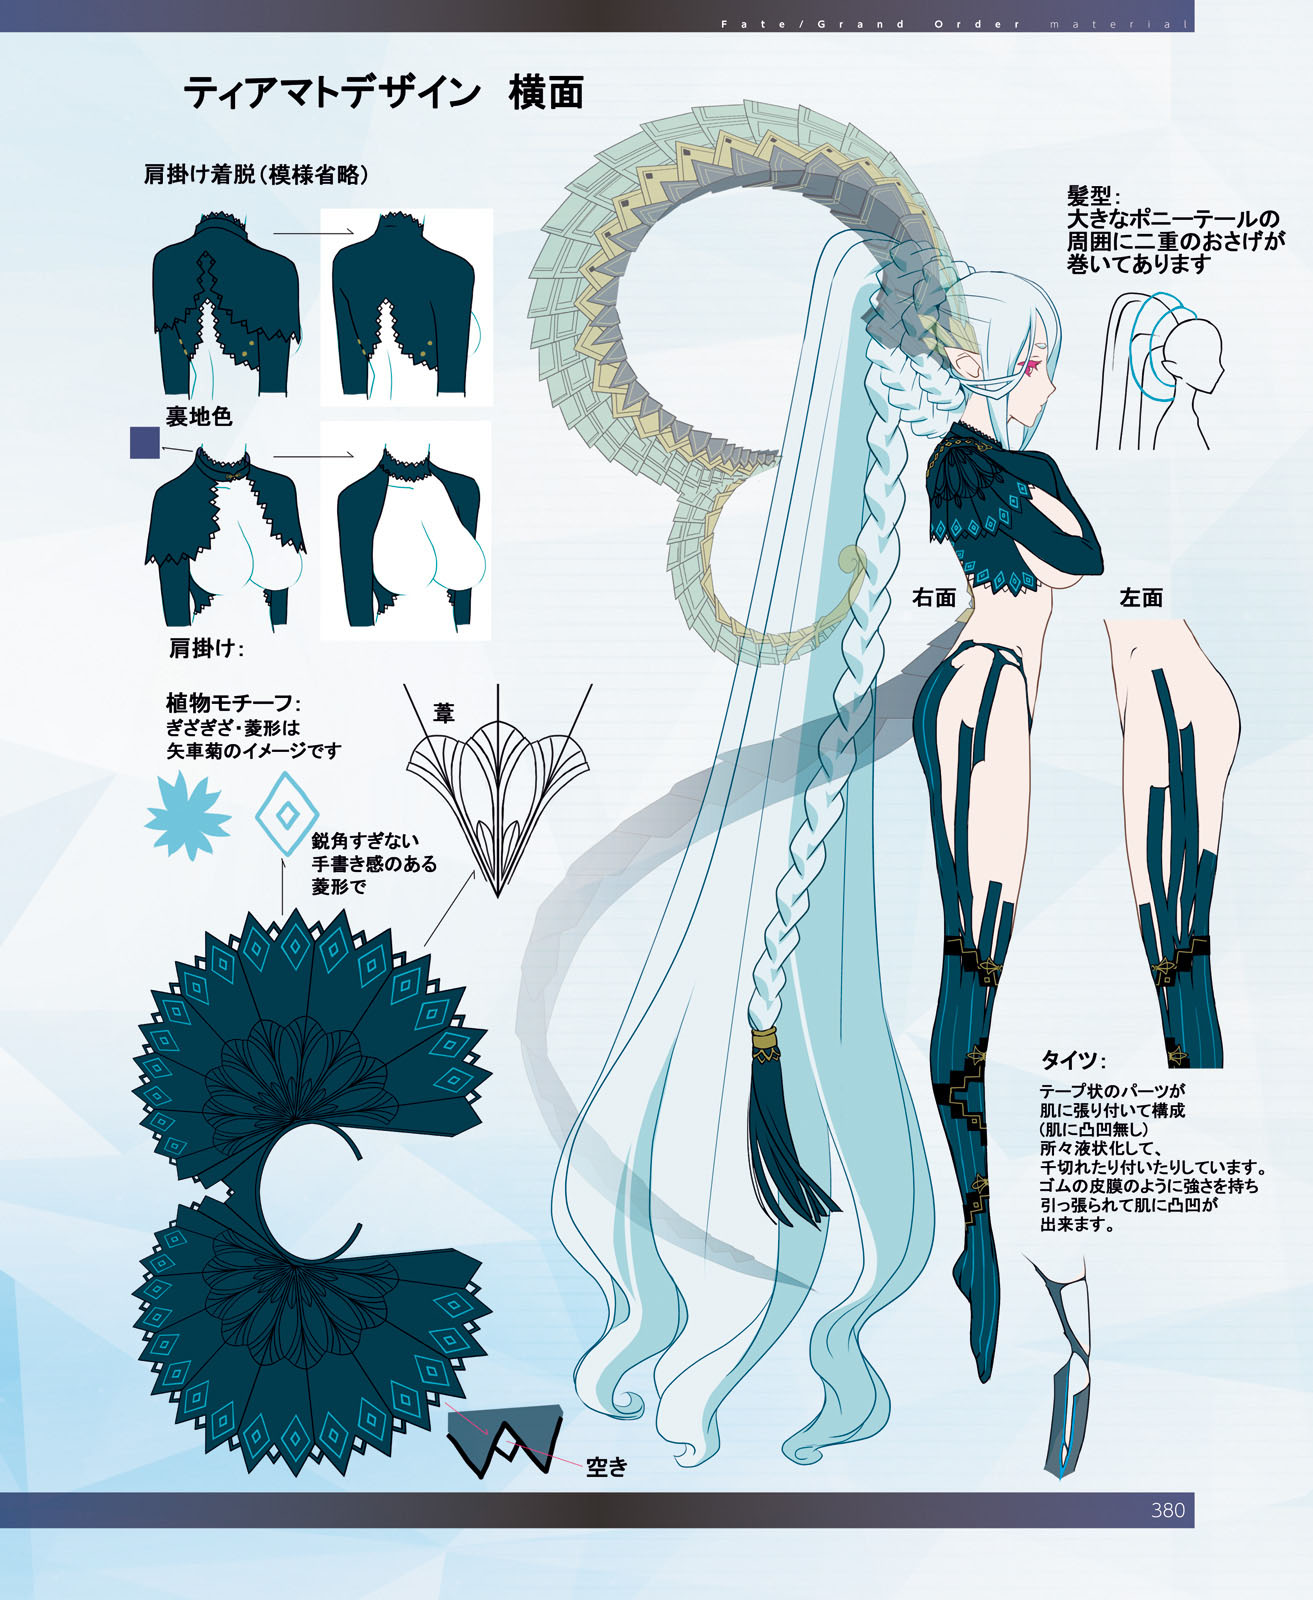 Fate/Grand Order material
ティアマトデザイン　横面
肩掛け着脱（模様省略）
髪型：
大きなポニーテールの
周囲に二重のおさげが
巻いてあります
裏地色
右面
左面
肩掛け：
植物モチーフ：
ぎざぎざ・菱形は
矢車菊のイメージです
葦
鋭角すぎない
手書き感のある
菱形で
タイツ：
テープ状のパーツが
肌に張り付いて構成
（肌に凸凹無し）
所々液状化して、
千切れたり付いたりしています。
ゴムの皮膜のように強さを持ち
引っ張られて肌に凸凹が
出来ます。
空き
380